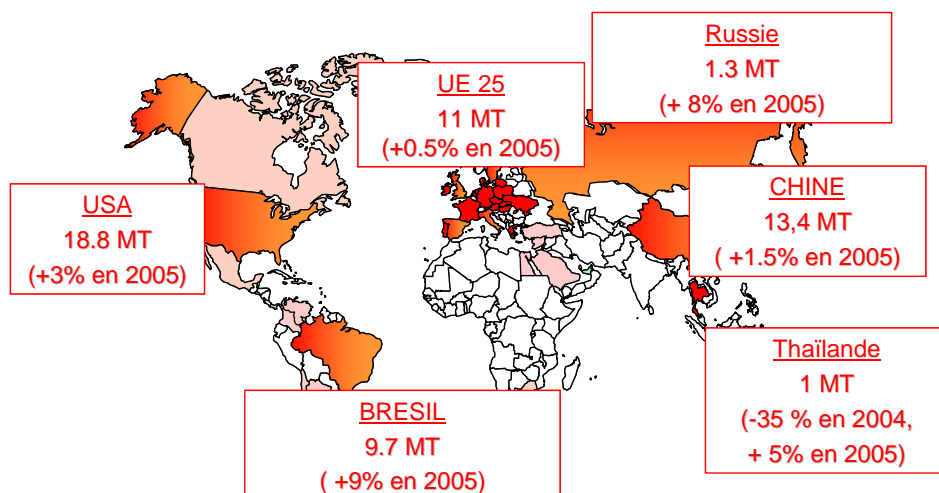 Russie
1.3 MT
(+ 8% en 2005)
UE 25
11 MT
(+0.5% en 2005)
USA
18.8 MT
(+3% en 2005)
CHINE
13,4 MT
( +1.5% en 2005)
Thaïlande
1 MT
(-35 % en 2004,
+ 5% en 2005)
BRESIL
9.7 MT
( +9% en 2005)